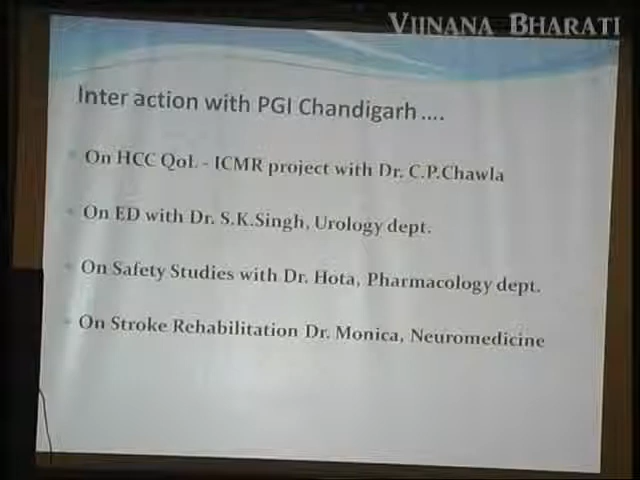 VIJNANA BHARATI
Inter action with PGI Chandigarh ....
On HCC QoL - ICMR project with Dr. C.P.Chawla
On ED with Dr. S.K.Singh, Urology dept.
On Safety Studies with Dr. Hota, Pharmacology dept.
On Stroke Rehabilitation Dr. Monica, Neuromedicine